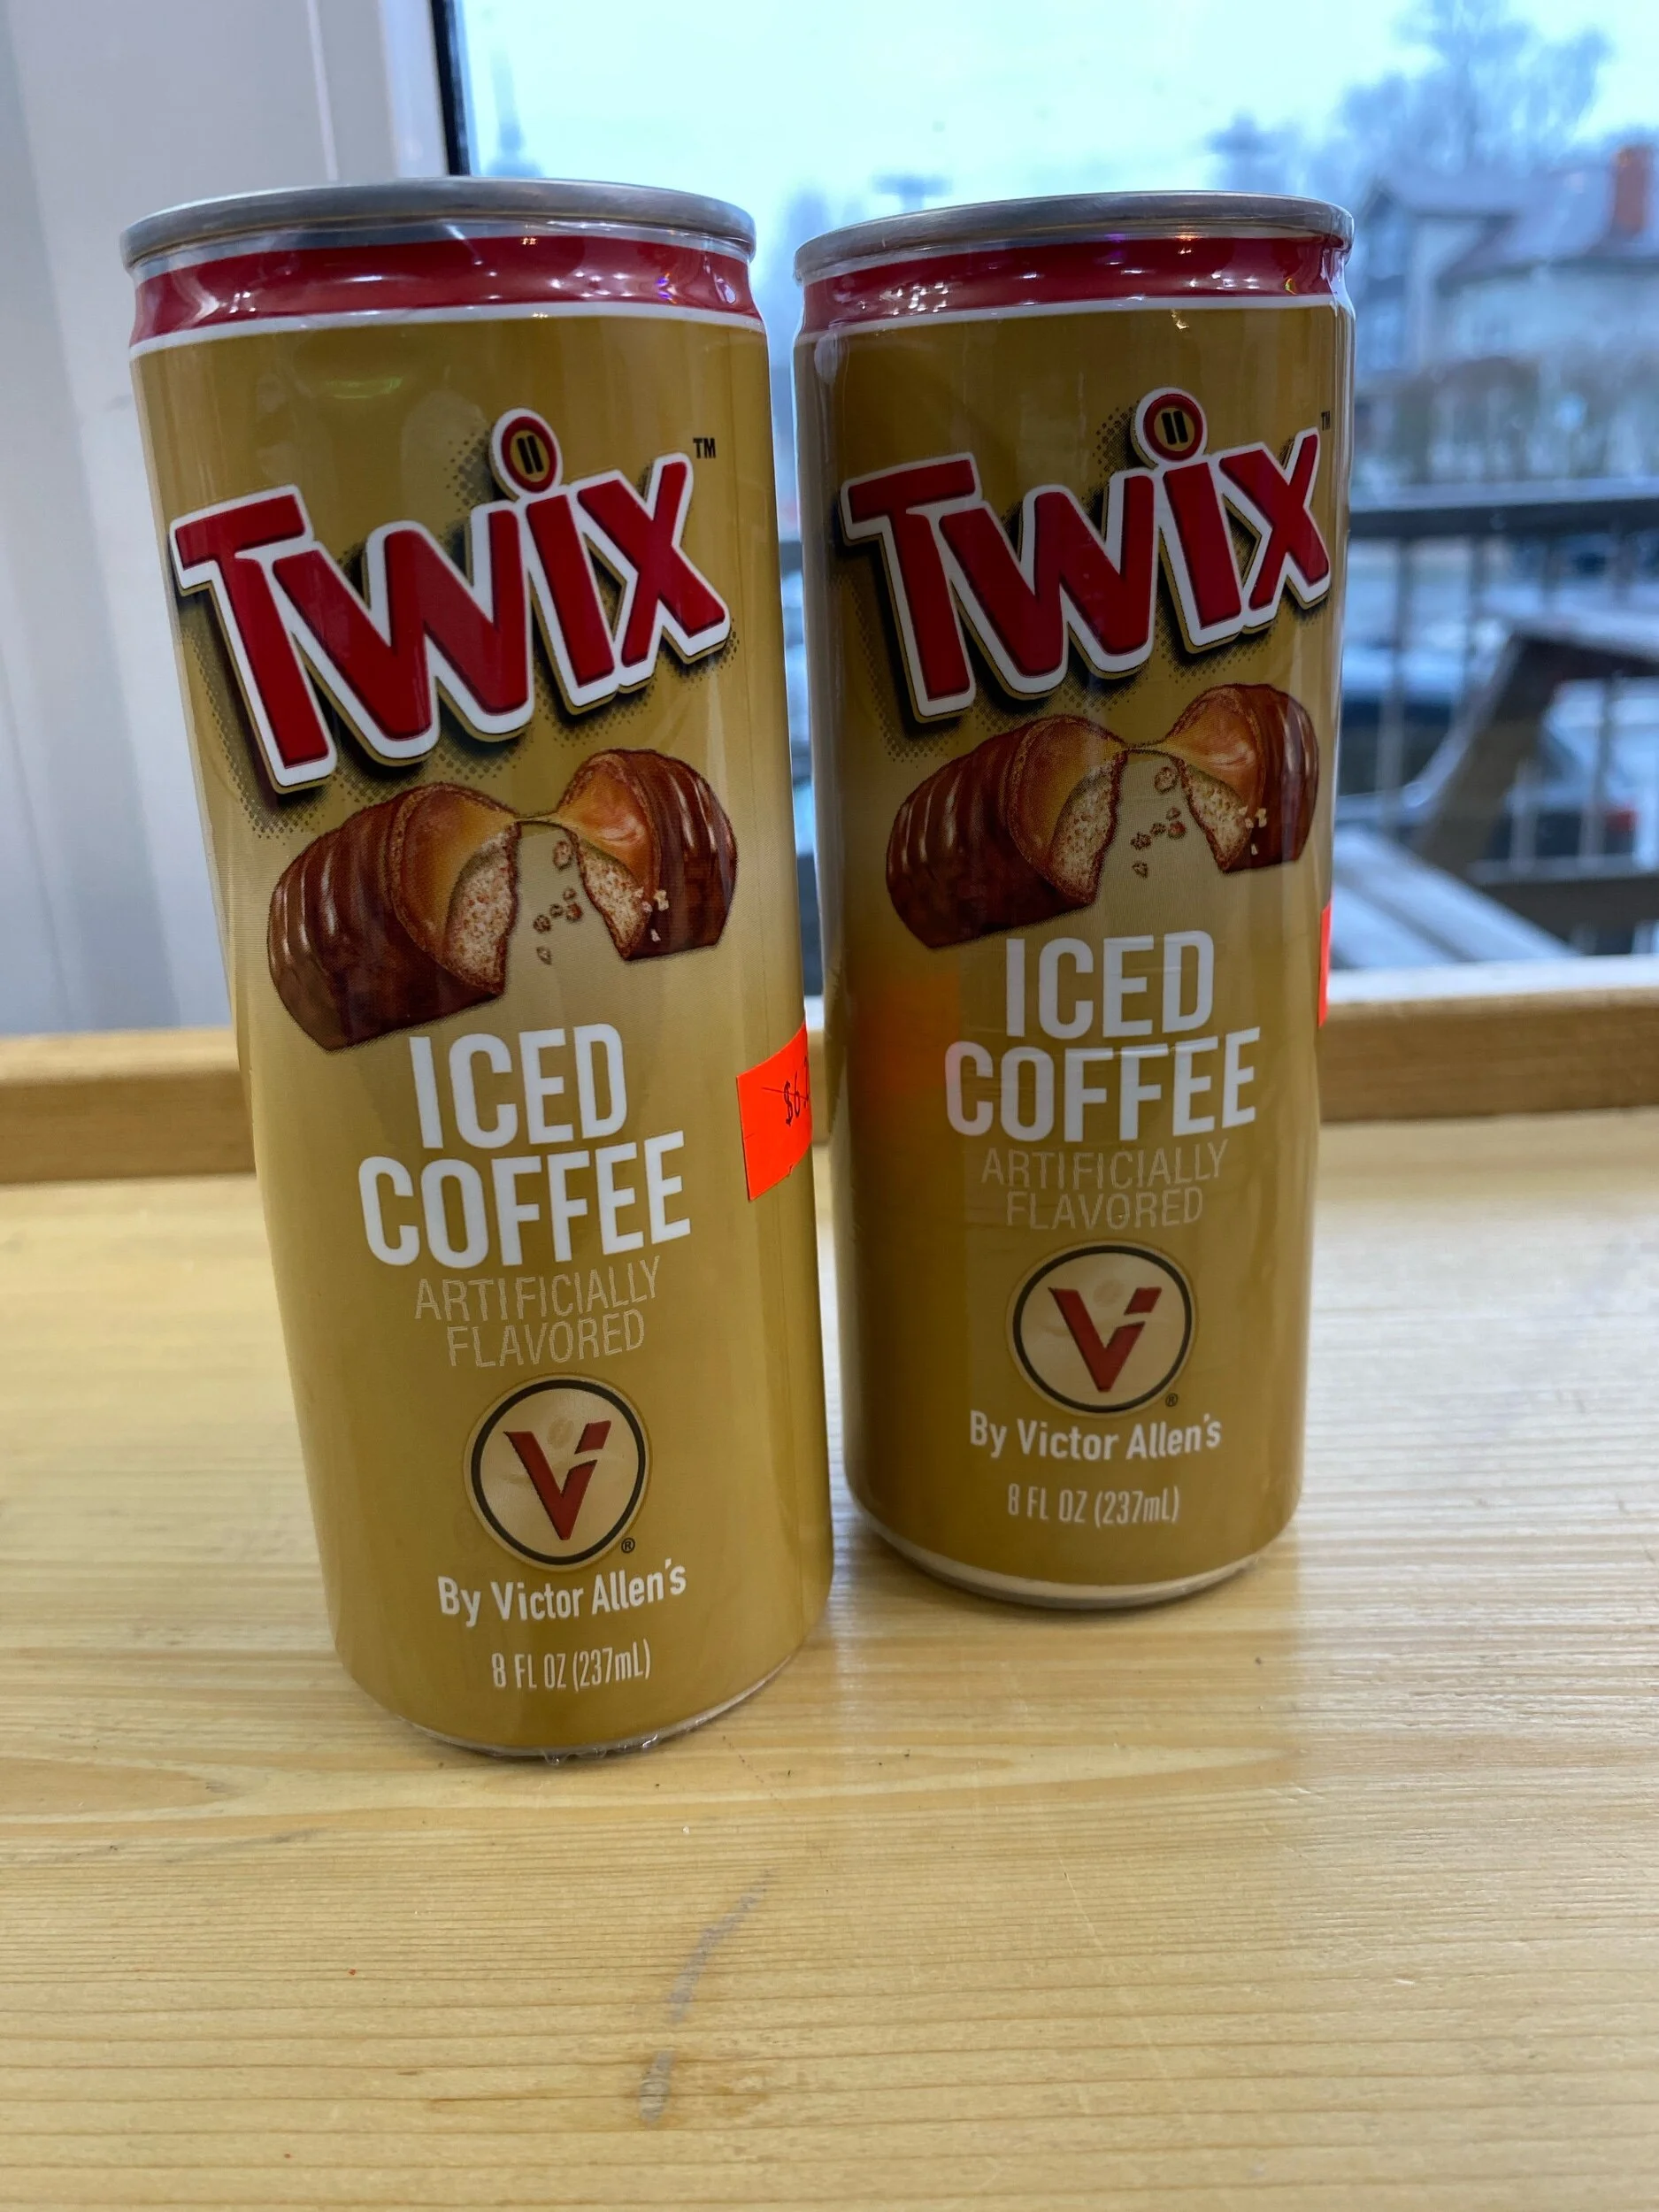 TWIX™
ICED
COFFEE
ARTIFICIALLY
FLAVORED
V®
By Victor Allen's
8 FL OZ (237mL)
TWIX™
ICED
COFFEE
ARTIFICIALLY
FLAVORED
V®
By Victor Allen's
8 FL OZ (237mL)